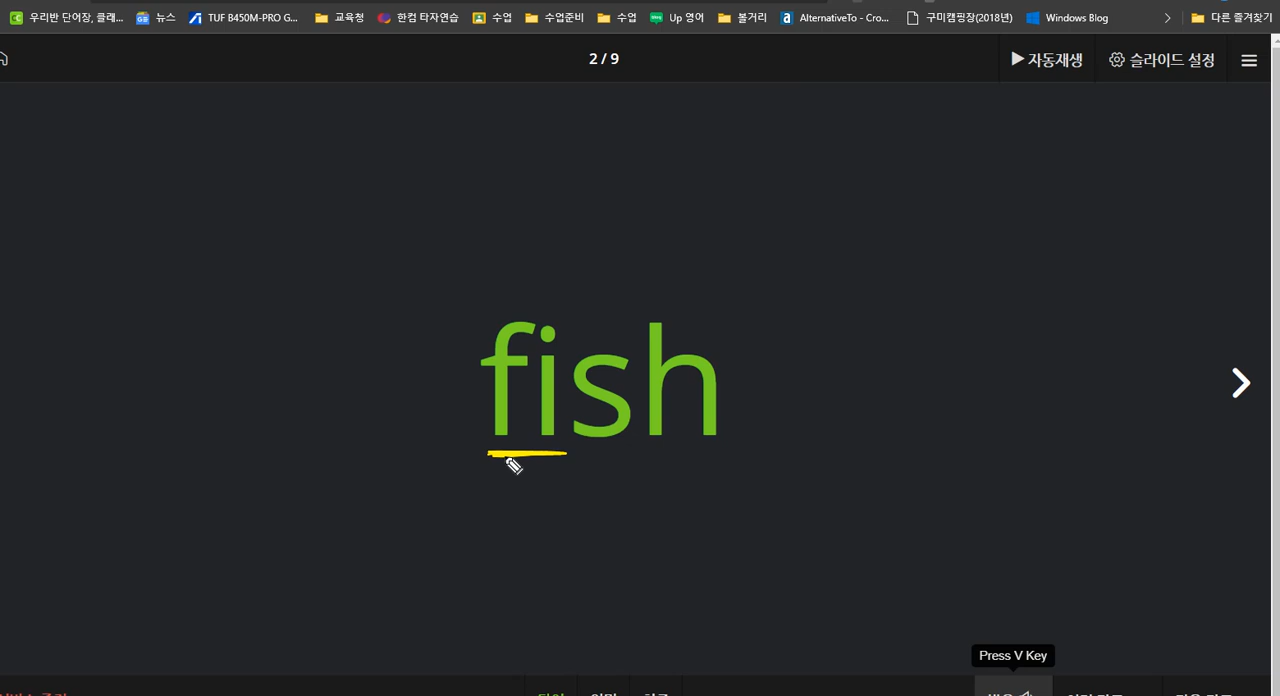 우리반 단어장, 클래... 뉴스 TUF B450M-PRO G... 교육청 한컴 타자연습 수업 수업준비 수업 Up 영어 볼거리 AlternativeTo - Cro... 구미캠핑장(2018년) Windows Blog 다른 즐겨찾기
2 / 9 자동재생 슬라이드 설정
fish
Press V Key